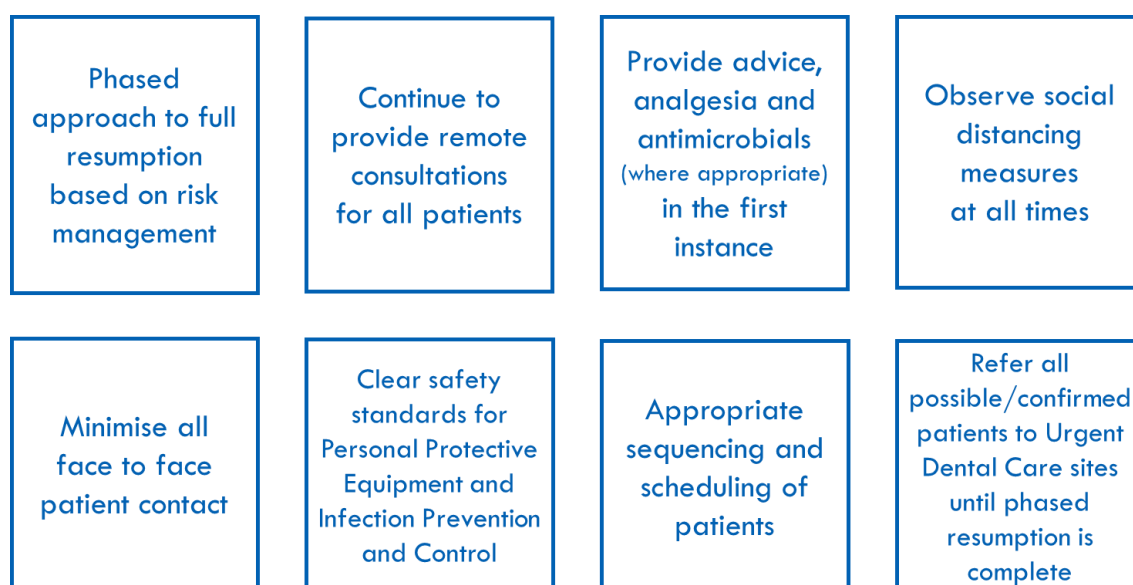 Phased
approach to full
resumption
based on risk
management
Continue to
provide remote
consultations
for all patients
Provide advice,
analgesia and
antimicrobials
(where appropriate)
in the first
instance
Observe social
distancing
measures
at all times
Minimise all
face to face
patient contact
Clear safety
standards for
Personal Protective
Equipment and
Infection Prevention
and Control
Appropriate
sequencing and
scheduling of
patients
Refer all
possible/confirmed
patients to Urgent
Dental Care sites
until phased
resumption is
complete